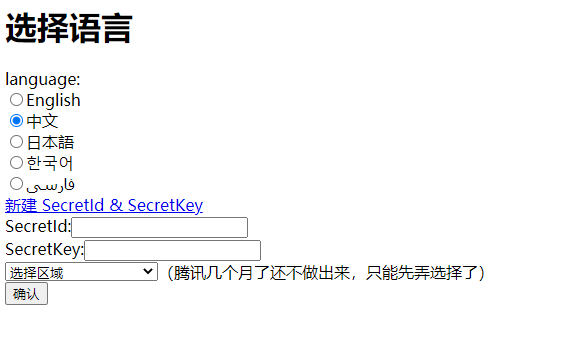 选择语言
language:
English
中文
日本語
한국어
فارسی
新建 SecretId & SecretKey
SecretId:
SecretKey:
选择区域 （腾讯几个月了还不做出来，只能先弄选择了）
确认